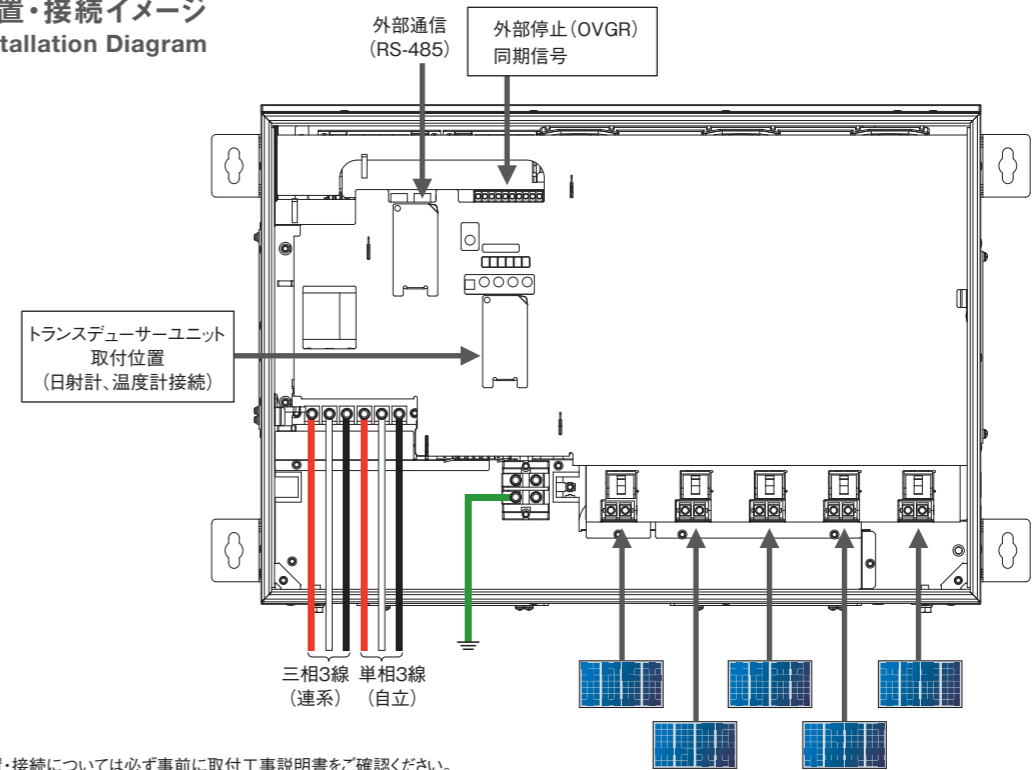 置・接続イメージ
tallation Diagram
外部通信
(RS-485)
外部停止(OVGR)
同期信号
トランスデューサーユニット
取付位置
(日射計、温度計接続)
三相3線
(連系)
単相3線
(自立)
・接続については必ず事前に取付工事説明書をご確認ください。